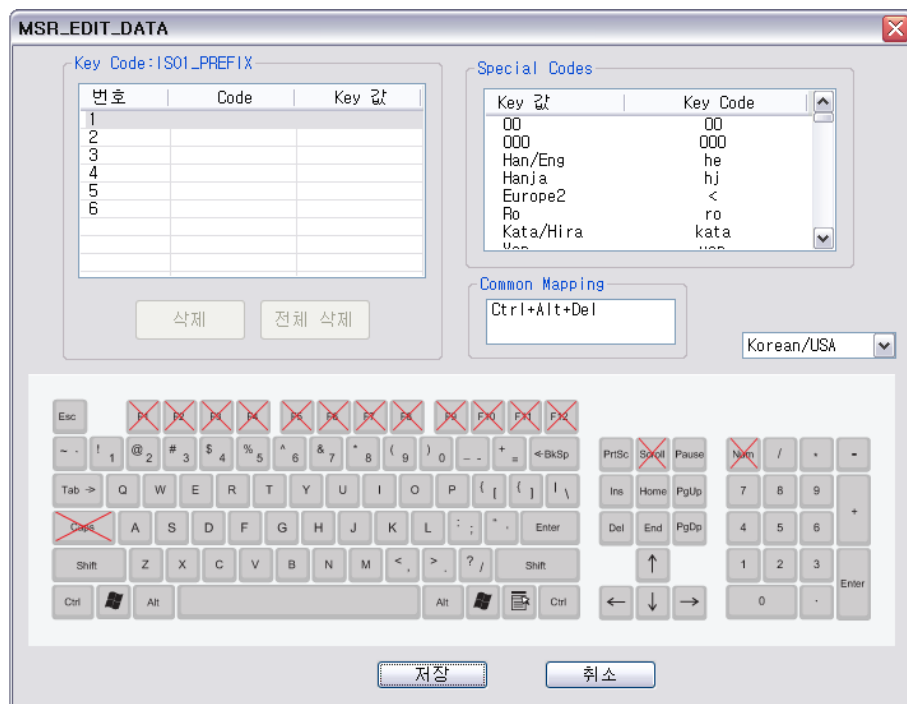 MSR_EDIT_DATA
Key Code:ISO1_PREFIX
번호 Code Key 값
1
2
3
4
5
6
삭제 전체 삭제
Special Codes
Key 값 Key Code
00 00
000 000
Han/Eng he
Hanja hj
Europe2 <
Ro ro
Kata/Hira kata
Common Mapping
Ctrl+Alt+Del
Korean/USA
Esc F1 F2 F3 F4 F5 F6 F7 F8 F9 F10 F11 F12
~ ` ! 1 @ 2 # 3 $ 4 % 5 ^ 6 & 7 * 8 ( 9 ) 0 _ - + = <-BkSp PrtSc Scroll Pause Num / * -
Tab -> Q W E R T Y U I O P { [ } ] | \ Ins Home PgUp 7 8 9 +
Caps A S D F G H J K L : ; " ' Enter Del End PgDp 4 5 6
Shift Z X C V B N M < , > . ? / Shift ↑ 1 2 3 Enter
Ctrl Alt Alt Ctrl ← ↓ → 0 .
저장 취소